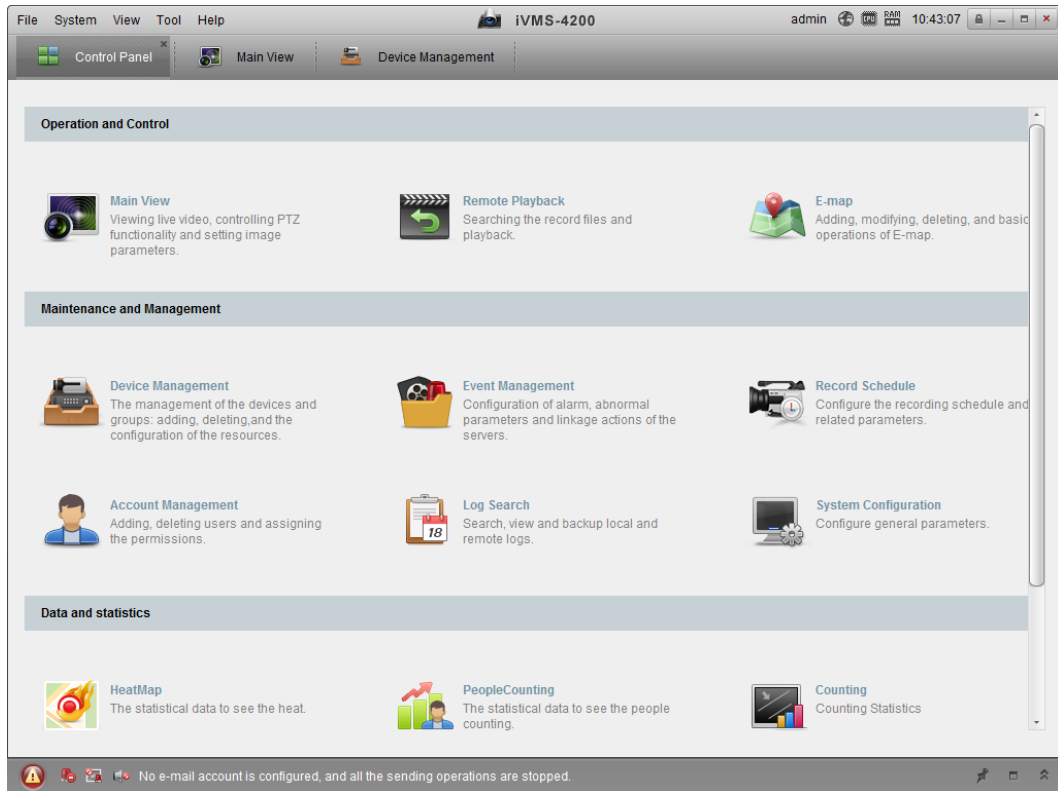 File System View Tool Help iVMS-4200 admin CPU RAM 10:43:07
Control Panel Main View Device Management
Operation and Control
Main View
Viewing live video, controlling PTZ
functionality and setting image
parameters.
Remote Playback
Searching the record files and
playback.
E-map
Adding, modifying, deleting, and basic
operations of E-map.
Maintenance and Management
Device Management
The management of the devices and
groups: adding, deleting,and the
configuration of the resources.
Event Management
Configuration of alarm, abnormal
parameters and linkage actions of the
servers.
Record Schedule
Configure the recording schedule and
related parameters.
Account Management
Adding, deleting users and assigning
the permissions.
18
Log Search
Search, view and backup local and
remote logs.
System Configuration
Configure general parameters.
Data and statistics
HeatMap
The statistical data to see the heat.
PeopleCounting
The statistical data to see the people
counting.
Counting
Counting Statistics
No e-mail account is configured, and all the sending operations are stopped.